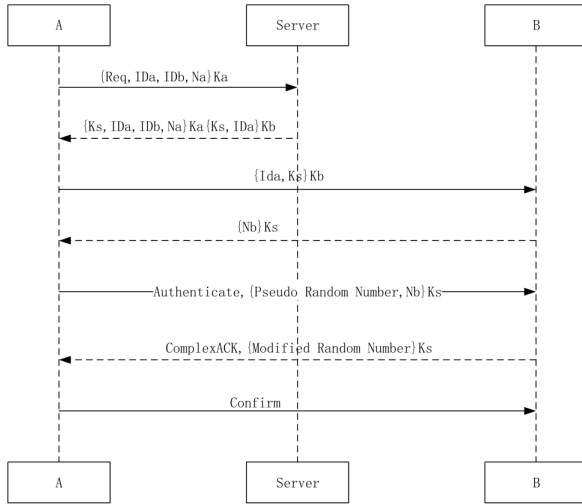 A Server B
{Req,IDa,IDb,Na}Ka
{Ks,IDa,IDb,Na}Ka{Ks,IDa}Kb
{Ida,Ks}Kb
{Nb}Ks
Authenticate,{Pseudo Random Number,Nb}Ks
ComplexACK,{Modified Random Number}Ks
Confirm
A Server B